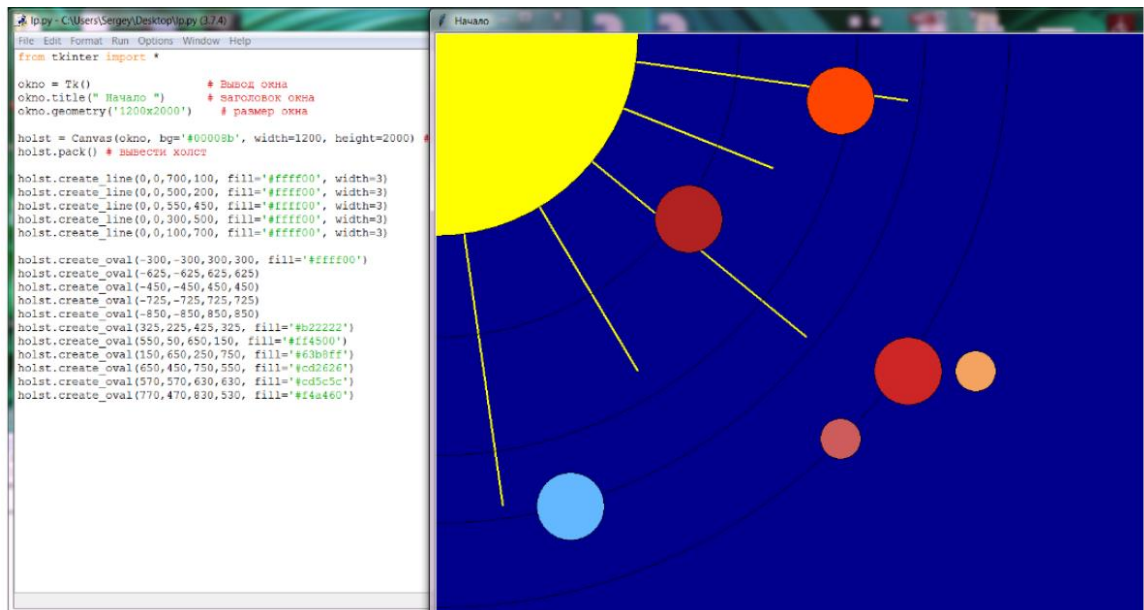 lp.py - C:\Users\Sergey\Desktop\lp.py (3.7.4)
File Edit Format Run Options Window Help
from tkinter import *
okno = Tk() # Вывод окна
okno.title(" Начало ") # заголовок окна
okno.geometry('1200x2000') # размер окна
holst = Canvas(okno, bg='#00008b', width=1200, height=2000) #
holst.pack() # вывести холст
holst.create_line(0,0,700,100, fill='#ffff00', width=3)
holst.create_line(0,0,500,200, fill='#ffff00', width=3)
holst.create_line(0,0,550,450, fill='#ffff00', width=3)
holst.create_line(0,0,300,500, fill='#ffff00', width=3)
holst.create_line(0,0,100,700, fill='#ffff00', width=3)
holst.create_oval(-300,-300,300,300, fill='#ffff00')
holst.create_oval(-625,-625,625,625)
holst.create_oval(-450,-450,450,450)
holst.create_oval(-725,-725,725,725)
holst.create_oval(-850,-850,850,850)
holst.create_oval(325,225,425,325, fill='#b22222')
holst.create_oval(550,50,650,150, fill='#ff4500')
holst.create_oval(150,650,250,750, fill='#63b8ff')
holst.create_oval(650,450,750,550, fill='#cd2626')
holst.create_oval(570,570,630,630, fill='#cd5c5c')
holst.create_oval(770,470,830,530, fill='#f4a460')
Начало